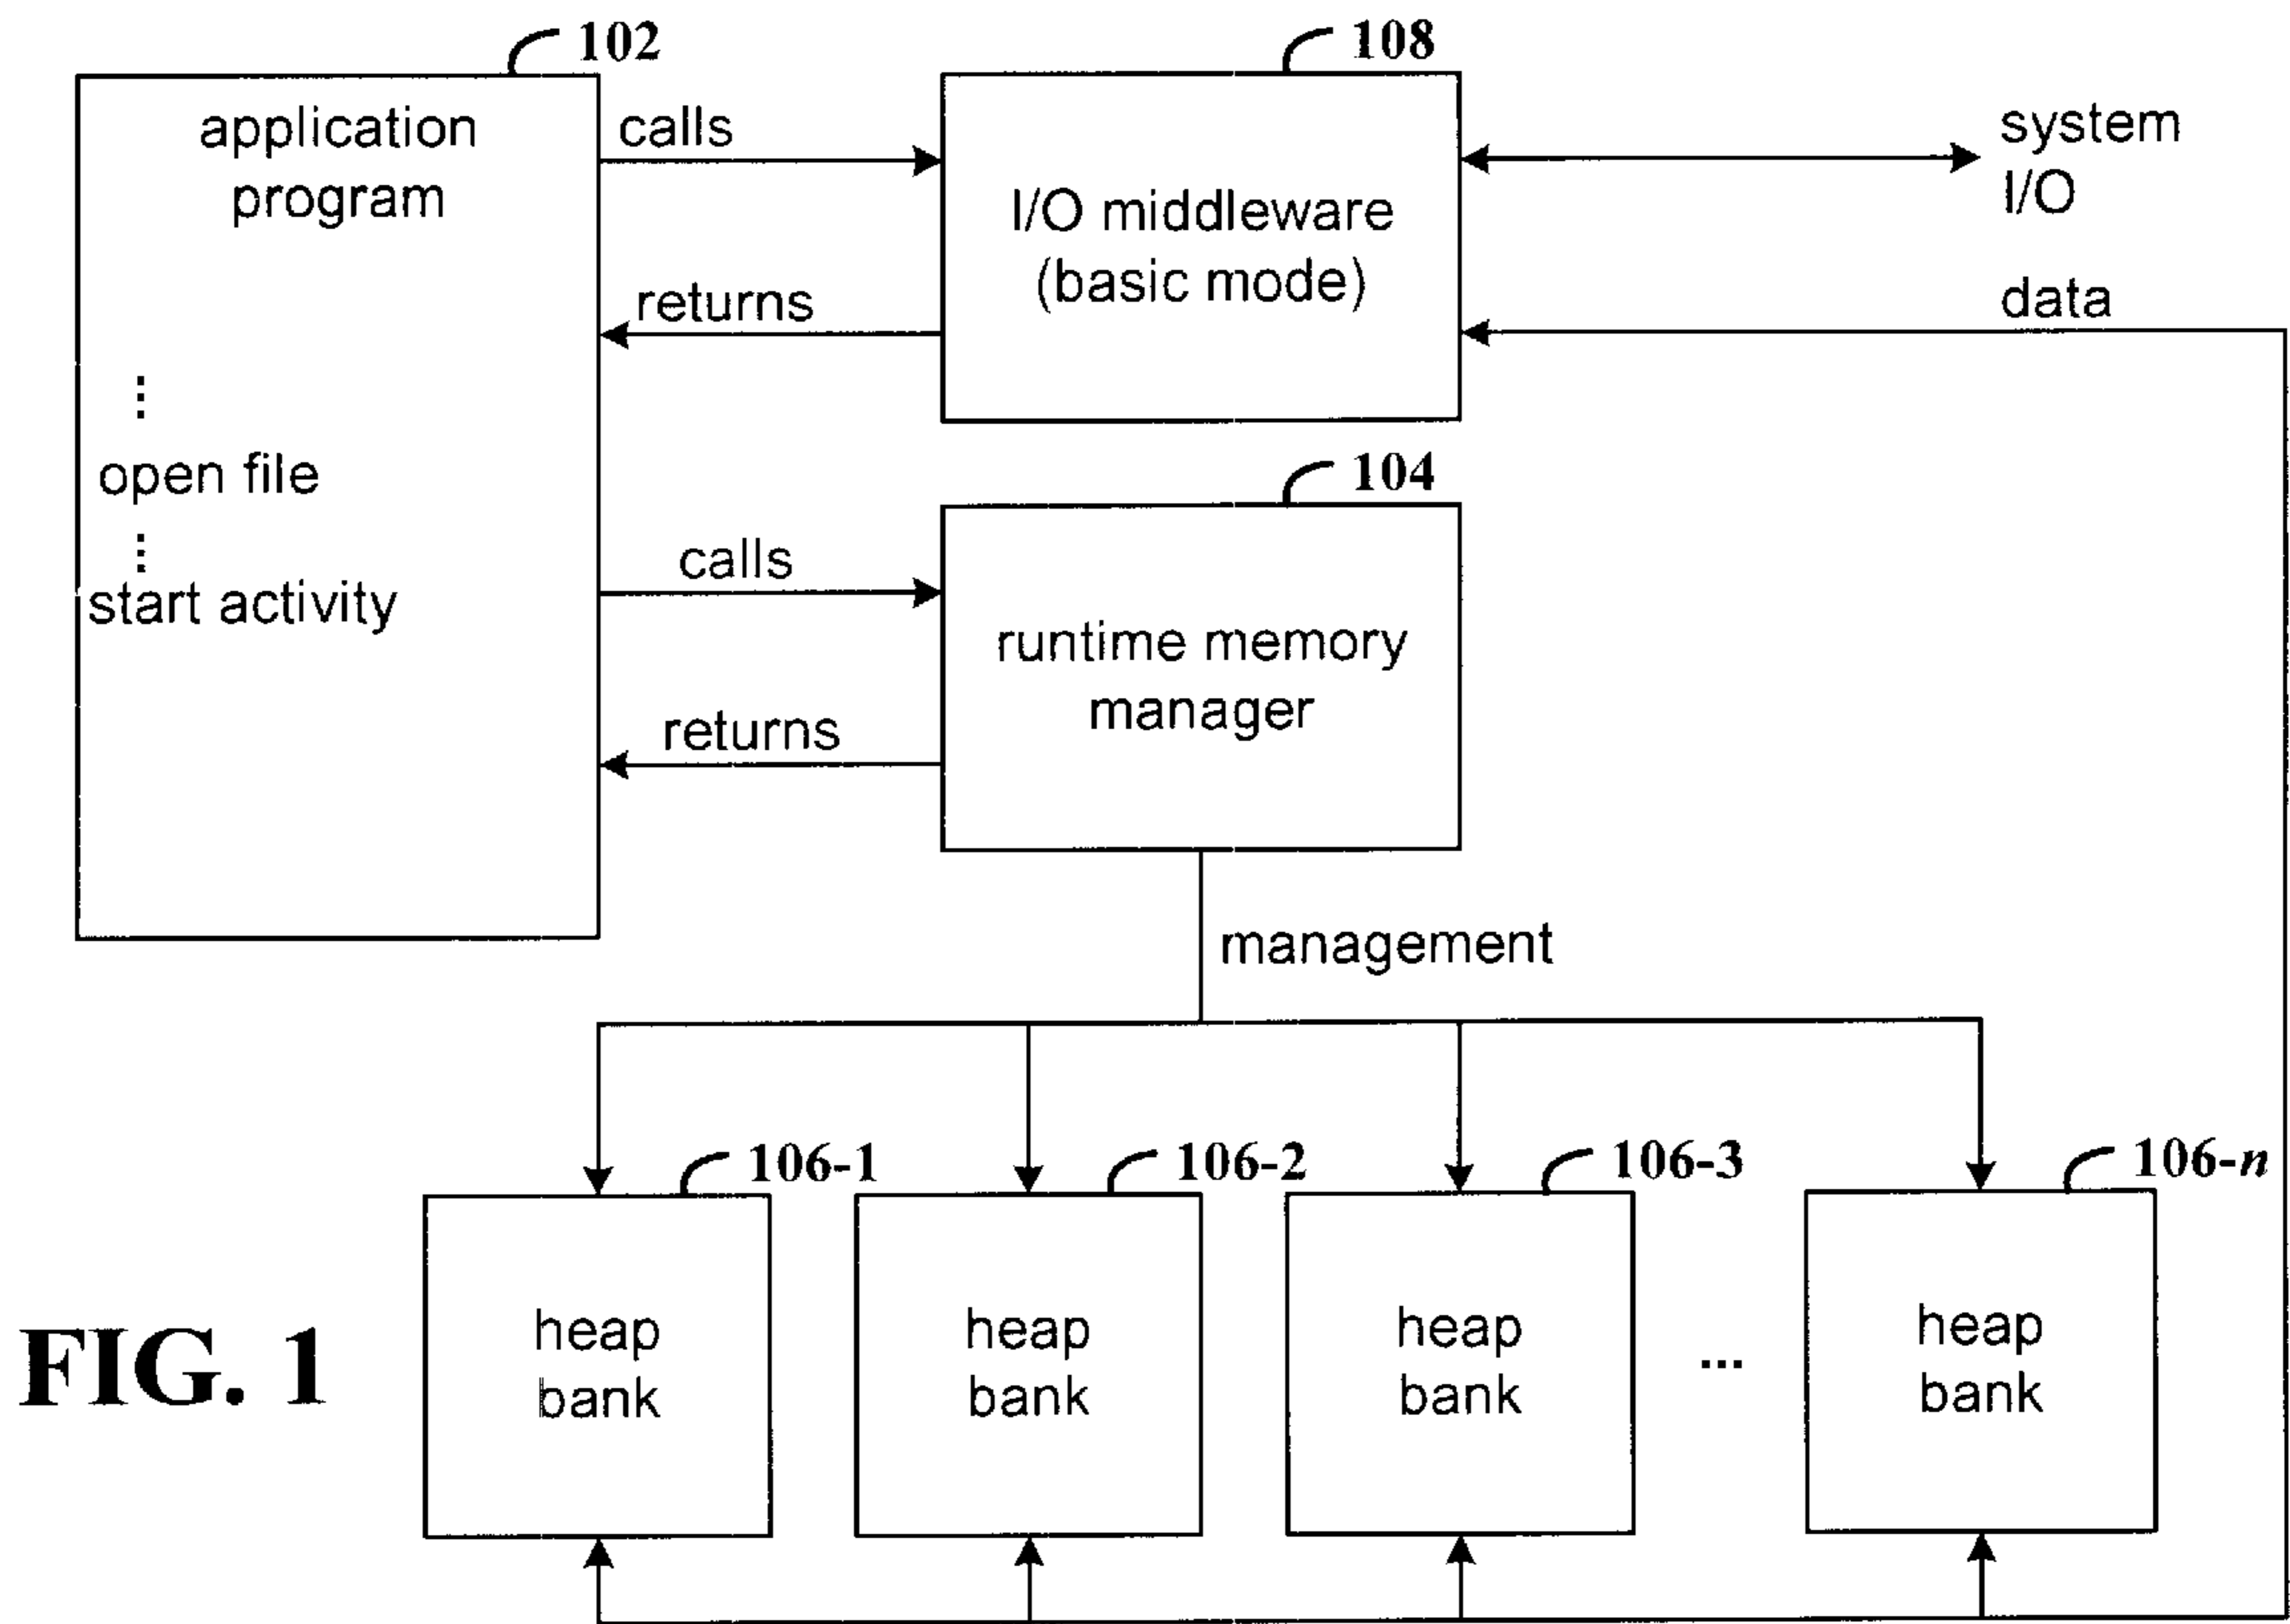 102
108
application
program
calls
I/O middleware
(basic mode)
system
I/O
returns
data
⋮
open file
⋮
start activity
104
calls
runtime memory
manager
returns
management
106-1
106-2
106-3
106-n
heap
bank
heap
bank
heap
bank
...
heap
bank
FIG. 1